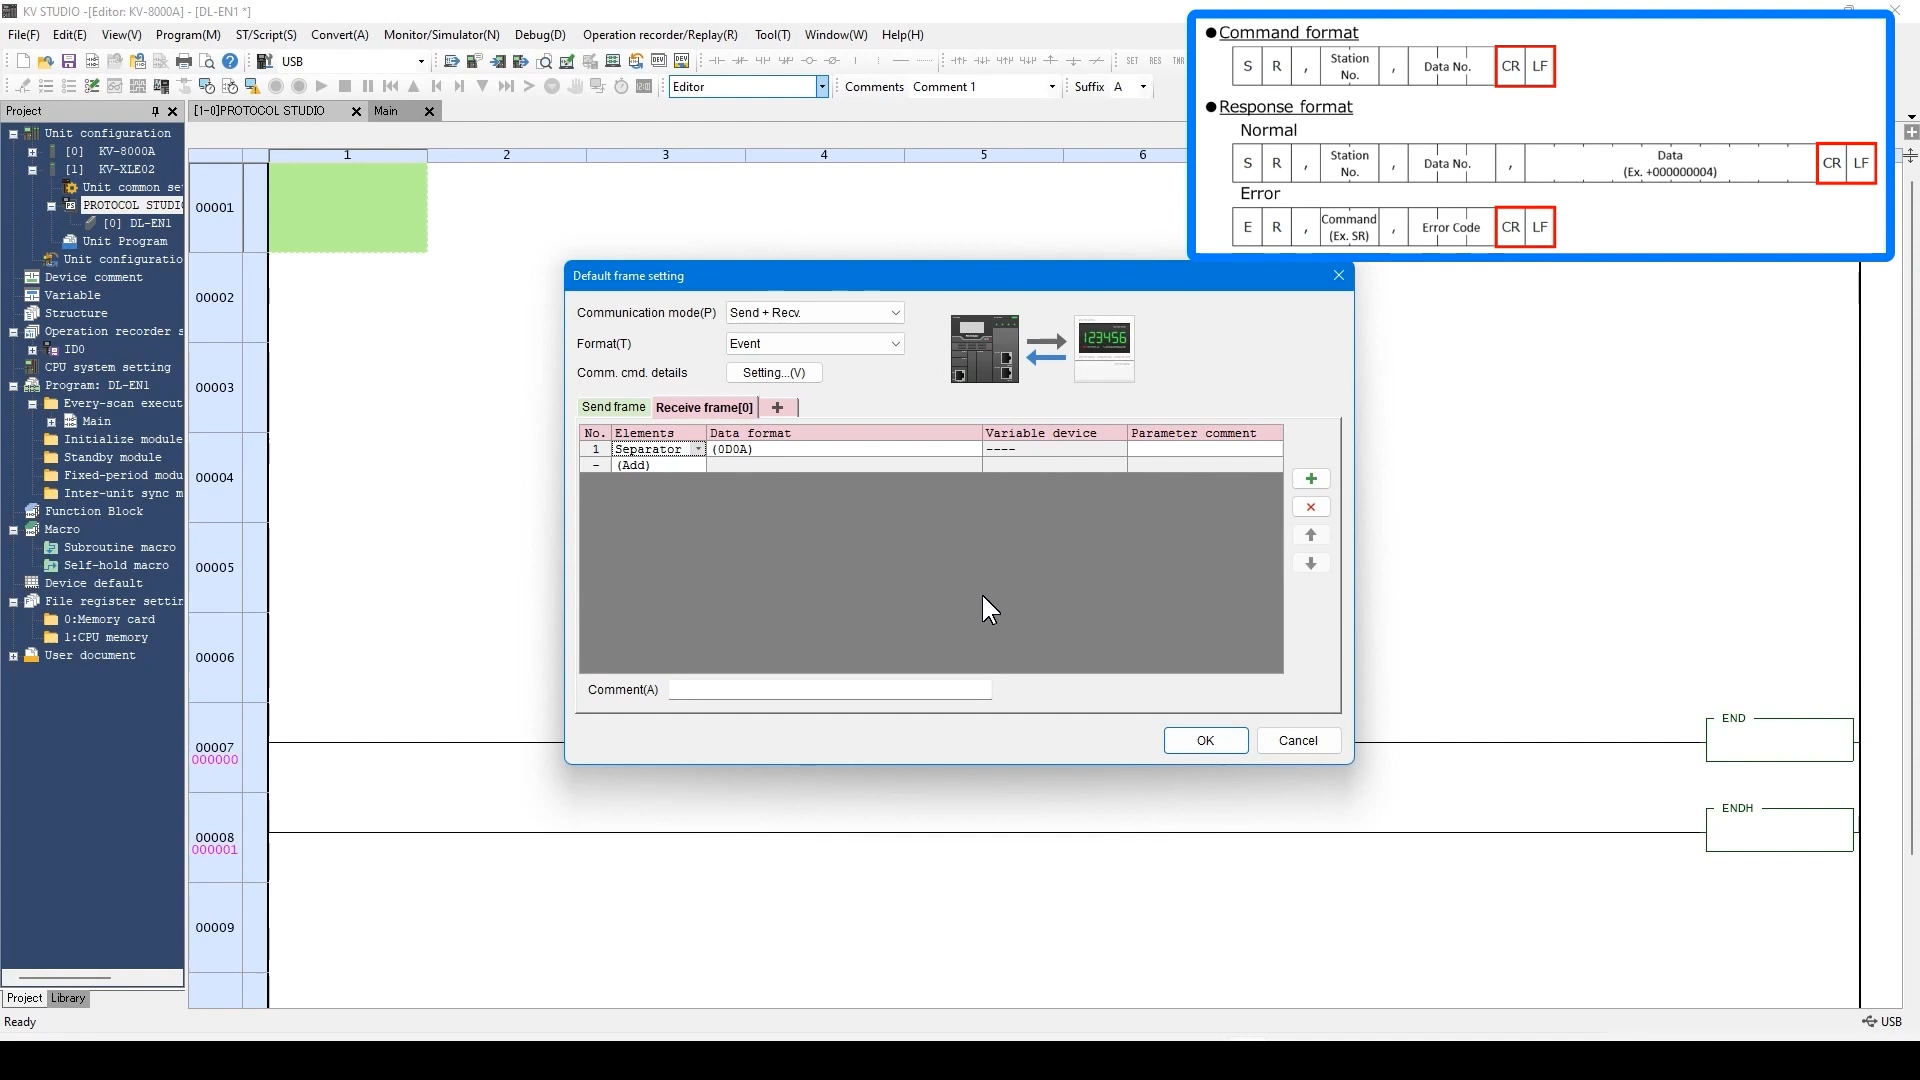 KV STUDIO -[Editor: KV-8000A] - [DL-EN1 *]
File(F) Edit(E) View(V) Program(M) ST/Script(S) Convert(A) Monitor/Simulator(N) Debug(D) Operation recorder/Replay(R) Tool(T) Window(W) Help(H)
USB
SET RES
Editor Comments Comment 1 Suffix A
Project
[1-0]PROTOCOL STUDIO Main
Unit configuration
[0] KV-8000A
[1] KV-XLE02
Unit common se
PROTOCOL STUDIO
[0] DL-EN1
Unit Program
Unit configuratio
Device comment
Variable
Structure
Operation recorder s
ID0
CPU system setting
Program: DL-EN1
Every-scan execut
Main
Initialize module
Standby module
Fixed-period modu
Inter-unit sync m
Function Block
Macro
Subroutine macro
Self-hold macro
Device default
File register settin
0:Memory card
1:CPU memory
User document
Project Library
Ready
USB
1 2 3 4 5 6
00001
00002
00003
00004
00005
00006
00007
000000
00008
000001
00009
END
ENDH
●Command format
S R , Station No. , Data No. CR LF
●Response format
Normal
S R , Station No. , Data No. , Data (Ex. +000000004) CR LF
Error
E R , Command (Ex. SR) , Error Code CR LF
Default frame setting
Communication mode(P) Send + Recv.
Format(T) Event
Comm. cmd. details Setting...(V)
123456
Send frame Receive frame[0] +
No. Elements Data format Variable device Parameter comment
1 Separator (0D0A) ----
- (Add)
Comment(A)
OK Cancel